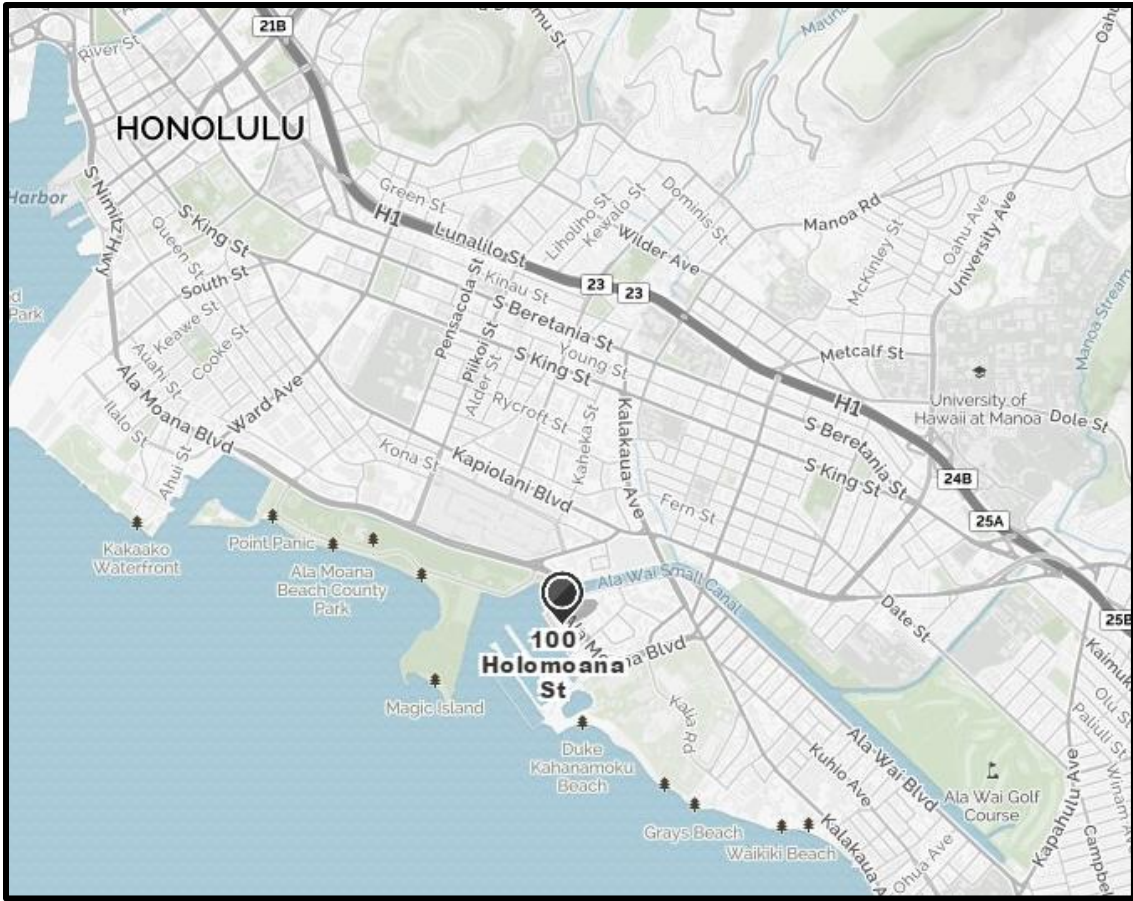 21B
River St
Oahu
HONOLULU
Harbor
S Nimitz Hwy
Green St
H1
Lunalilo St
Liholiho St
Kewalo St
Dominis St
Wilder Ave
Manoa Rd
McKinley St
Oahu Ave
University Ave
S King St
Queen St
South St
Park
Keawe St
Auahi St
Cooke St
Pensacola St
Kinau St
23
23
S Beretania St
Piikoi St
Alder St
Young St
S King St
Metcalf St
Manoa Stream
University of
Hawaii at Manoa
Dole St
Ala Moana Blvd
Ward Ave
Ilalo St
Ahui St
Rycroft St
Kaheka St
Kalakaua Ave
H1
S Beretania St
S King St
Kona St
Kapiolani Blvd
Fern St
24B
25A
Kakaako
Waterfront
Point Panic
Ala Moana
Beach County
Park
Ala Wai Small Canal
Date St
25B
100
Holomoana
St
Magic Island
Kalia Rd
Duke
Kahanamoku
Beach
Kuhio Ave
Ala Wai Blvd
Olu St
Paliuli St
Ala Wai Golf
Course
Kapahulu Ave
Grays Beach
Waikiki Beach
Kalakaua A
Ohua Ave